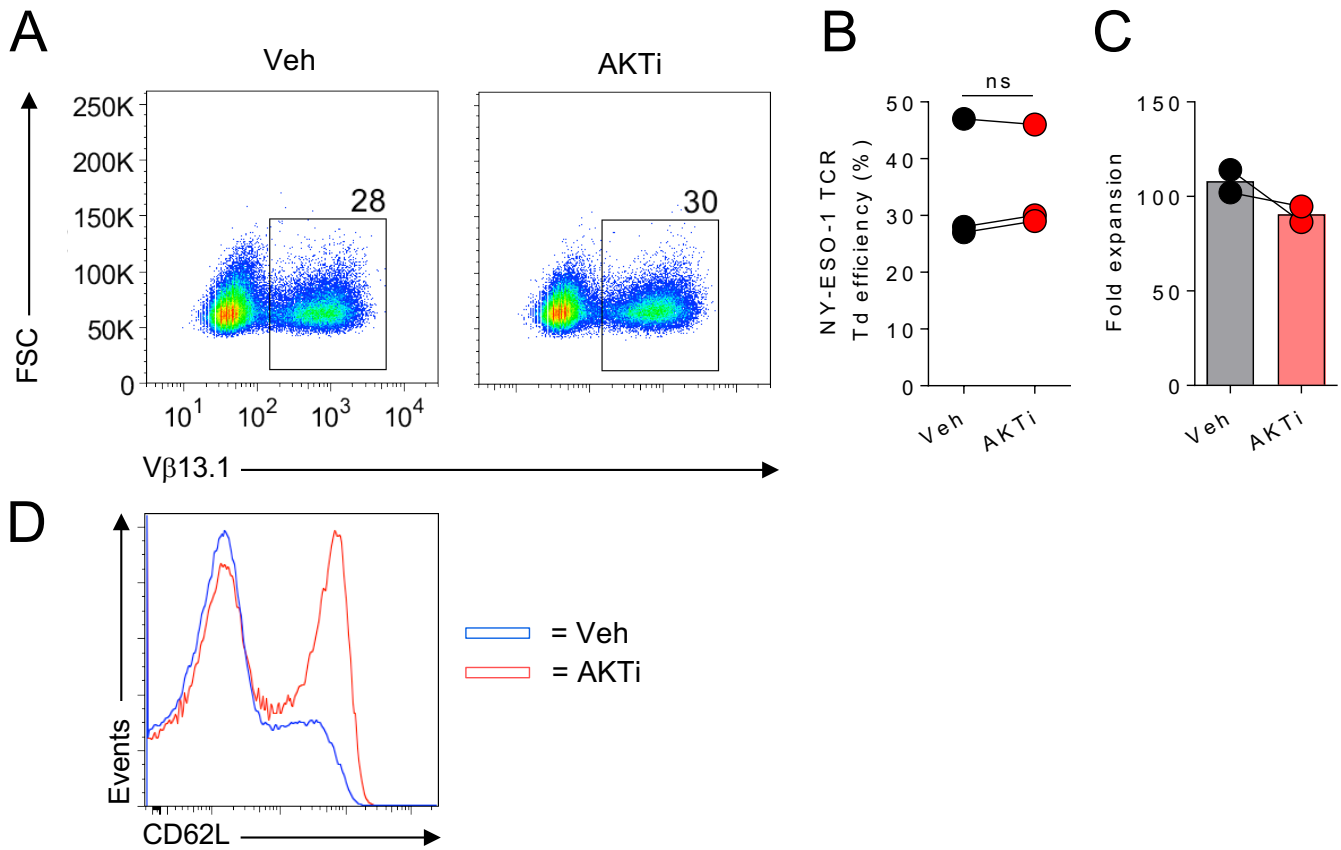 A
Veh
AKTi
250K
200K
150K
100K
50K
0
FSC
28
30
10¹
10²
10³
10⁴
Vβ13.1
B
ns
NY-ESO-1 TCR
Td efficiency (%)
50
40
30
20
10
0
Veh
AKTi
C
Fold expansion
150
100
50
0
Veh
AKTi
D
Events
CD62L
= Veh
= AKTi